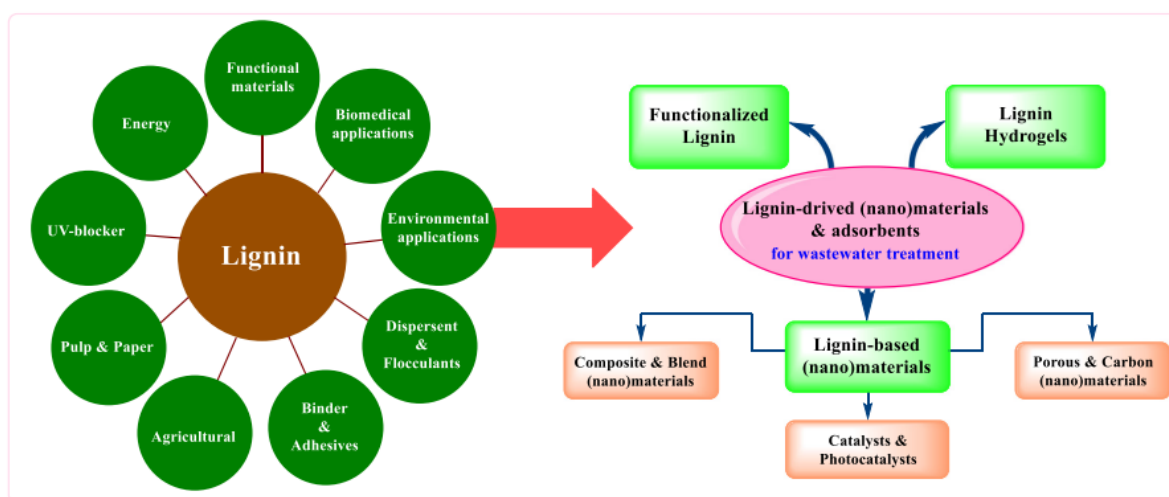 Functional
materials
Biomedical
applications
Environmental
applications
Dispersent
&
Flocculants
Binder
&
Adhesives
Agricultural
Pulp & Paper
UV-blocker
Energy
Lignin
Functionalized
Lignin
Lignin
Hydrogels
Lignin-drived (nano)materials
& adsorbents
for wastewater treatment
Lignin-based
(nano)materials
Composite & Blend
(nano)materials
Porous & Carbon
(nano)materials
Catalysts &
Photocatalysts